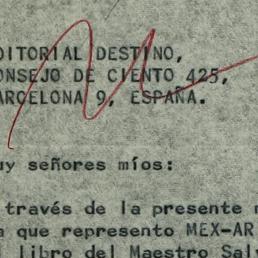 DITORIAL DESTINO,
ONSEJO DE CIENTO 425,
ARCELONA 9, ESPAÑA.
uy señores míos:
través de la presente
que represento MEX-AR
libro del Maestro Sal